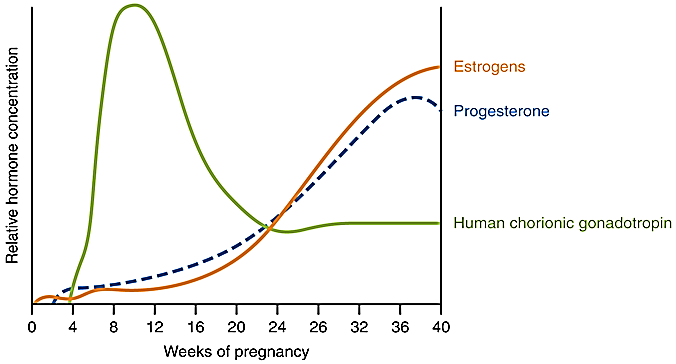 Relative hormone concentration
Estrogens
Progesterone
Human chorionic gonadotropin
0 4 8 12 16 20 24 26 32 36 40
Weeks of pregnancy